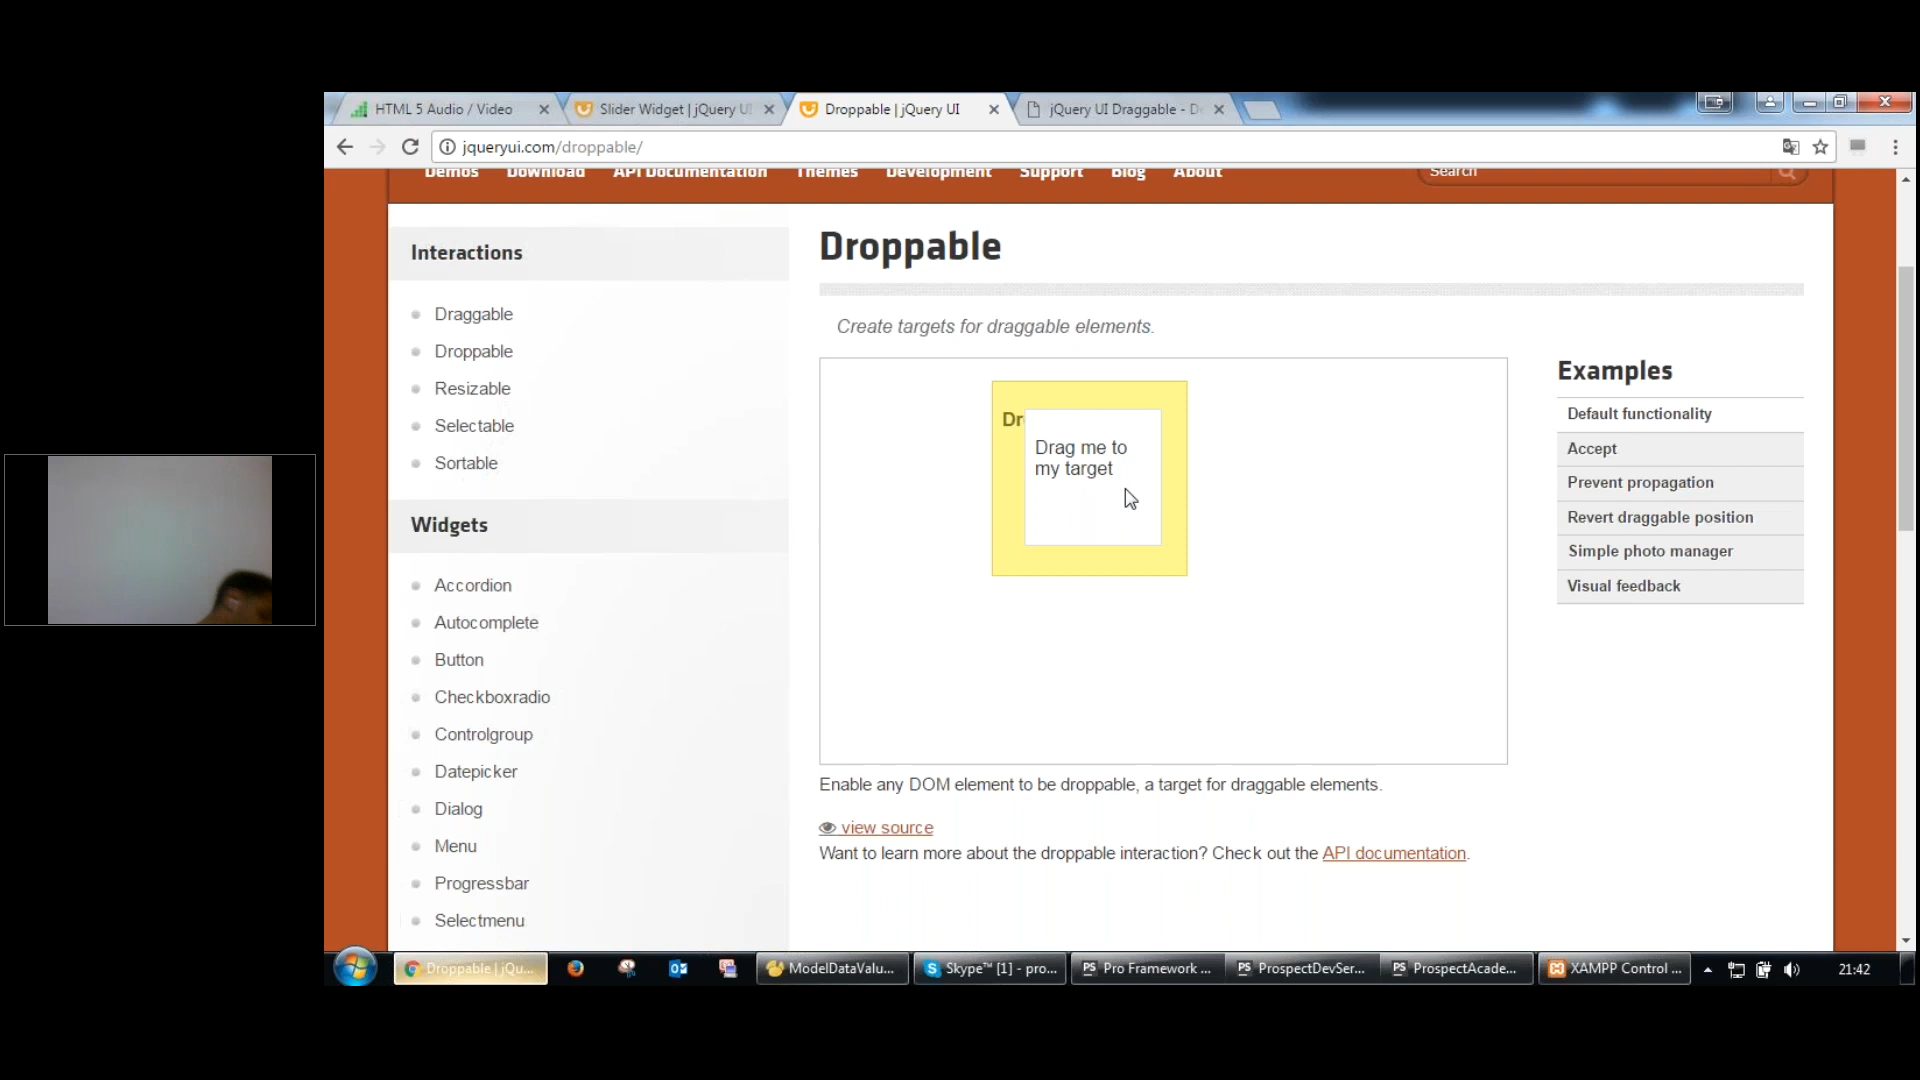 HTML 5 Audio / Video
Slider Widget | jQuery UI
Droppable | jQuery UI
jQuery UI Draggable - De
jqueryui.com/droppable/
Demos Download API Documentation Themes Development Support Blog About
Search
Interactions
Draggable
Droppable
Resizable
Selectable
Sortable
Widgets
Accordion
Autocomplete
Button
Checkboxradio
Controlgroup
Datepicker
Dialog
Menu
Progressbar
Selectmenu
Droppable
Create targets for draggable elements.
Dr
Drag me to
my target
Enable any DOM element to be droppable, a target for draggable elements.
view source
Want to learn more about the droppable interaction? Check out the API documentation.
Examples
Default functionality
Accept
Prevent propagation
Revert draggable position
Simple photo manager
Visual feedback
Droppable | jQu...
ModelDataValu...
Skype™ [1] - pro...
PS Pro Framework ...
PS ProspectDevSer...
PS ProspectAcade...
XAMPP Control ...
21:42